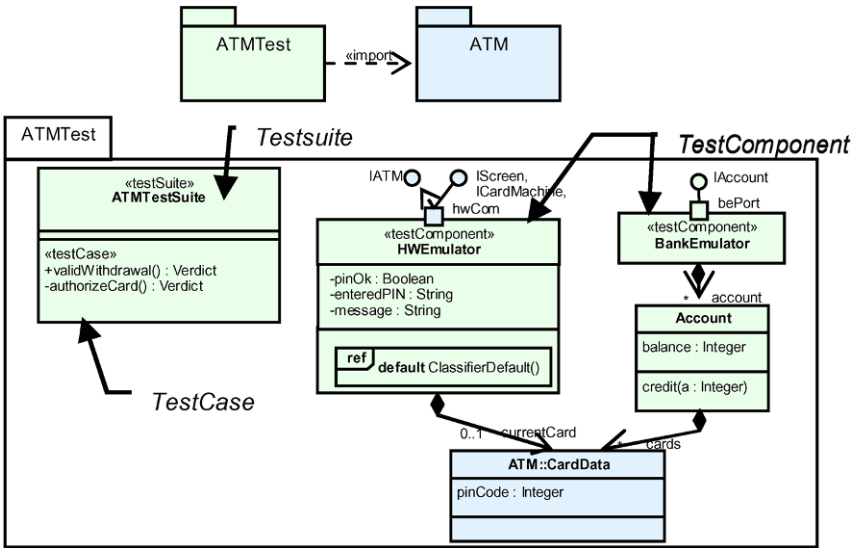 ATMTest
«import
ATM
ATMTest
Testsuite
TestComponent
«testSuite»
ATMTestSuite
«testCase»
+validWithdrawal() : Verdict
-authorizeCard() : Verdict
TestCase
IATM
IScreen,
ICardMachine,
hwCom
«testComponent»
HWEmulator
-pinOk : Boolean
-enteredPIN : String
-message : String
ref
default ClassifierDefault()
IAccount
bePort
«testComponent»
BankEmulator
* account
Account
balance : Integer
credit(a : Integer)
0..1 currentCard
* cards
ATM::CardData
pinCode : Integer